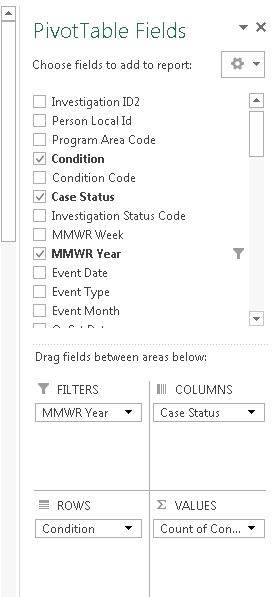 PivotTable Fields
Choose fields to add to report:
Investigation ID2
Person Local Id
Program Area Code
Condition
Condition Code
Case Status
Investigation Status Code
MMWR Week
MMWR Year
Event Date
Event Type
Event Month
Drag fields between areas below:
FILTERS
COLUMNS
MMWR Year
Case Status
ROWS
Σ VALUES
Condition
Count of Con...